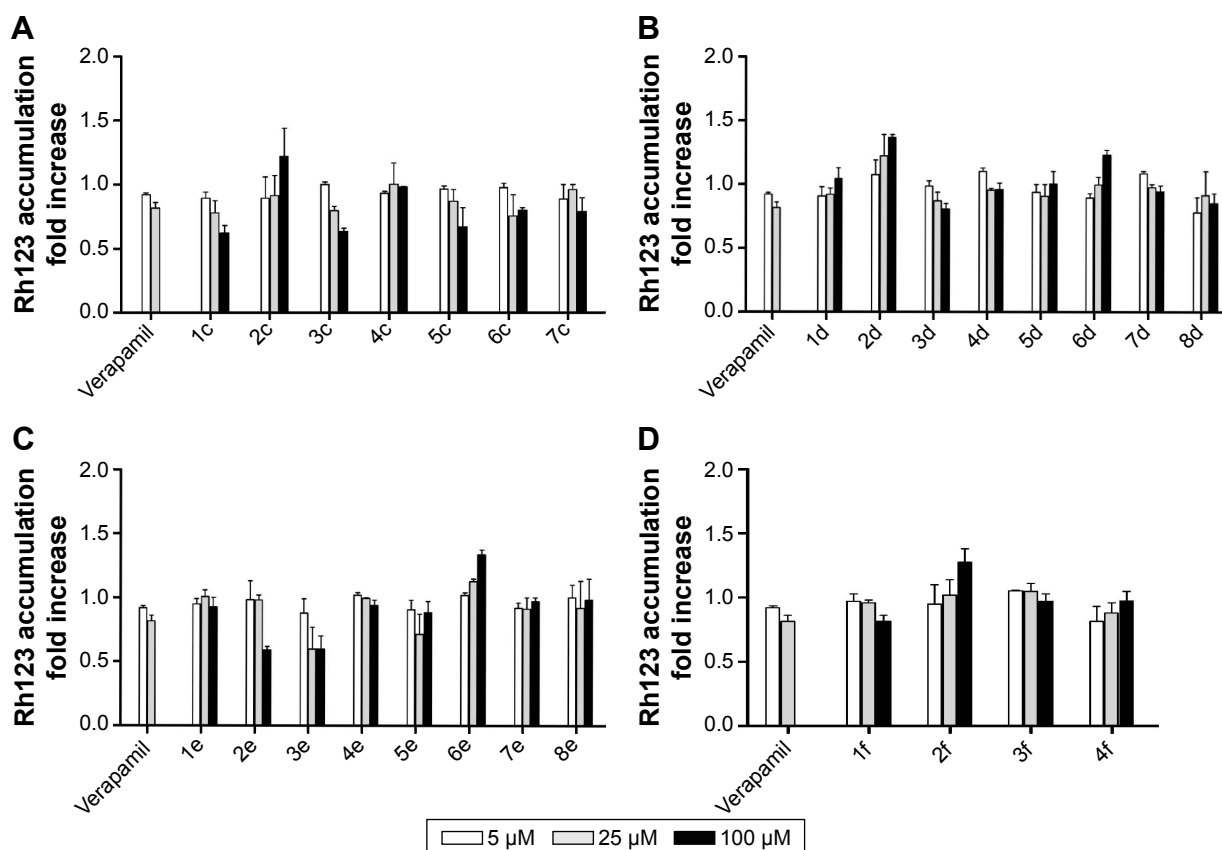 A
Rh123 accumulation
fold increase
2.0
1.5
1.0
0.5
0.0
Verapamil
1c
2c
3c
4c
5c
6c
7c
B
Rh123 accumulation
fold increase
2.0
1.5
1.0
0.5
0.0
Verapamil
1d
2d
3d
4d
5d
6d
7d
8d
C
Rh123 accumulation
fold increase
2.0
1.5
1.0
0.5
0.0
Verapamil
1e
2e
3e
4e
5e
6e
7e
8e
D
Rh123 accumulation
fold increase
2.0
1.5
1.0
0.5
0.0
Verapamil
1f
2f
3f
4f
5 µM 25 µM 100 µM